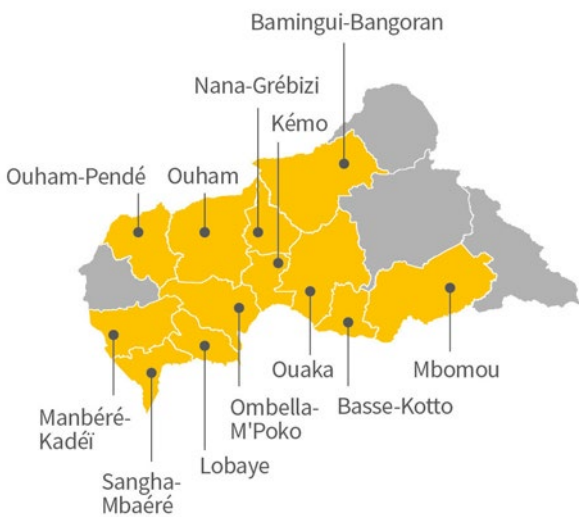 Bamingui-Bangoran
Nana-Grébizi
Kémo
Ouham-Pendé
Ouham
Ouaka
Mbomou
Manbéré-
Kadéï
Ombella-
M'Poko
Basse-Kotto
Lobaye
Sangha-
Mbaéré